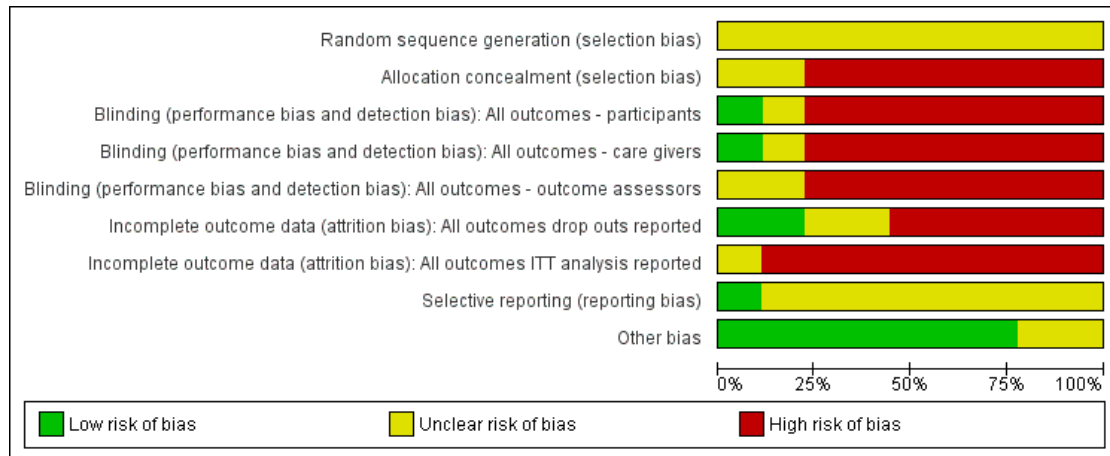 Random sequence generation (selection bias)
Allocation concealment (selection bias)
Blinding (performance bias and detection bias): All outcomes - participants
Blinding (performance bias and detection bias): All outcomes - care givers
Blinding (performance bias and detection bias): All outcomes - outcome assessors
Incomplete outcome data (attrition bias): All outcomes drop outs reported
Incomplete outcome data (attrition bias): All outcomes ITT analysis reported
Selective reporting (reporting bias)
Other bias
0% 25% 50% 75% 100%
Low risk of bias Unclear risk of bias High risk of bias